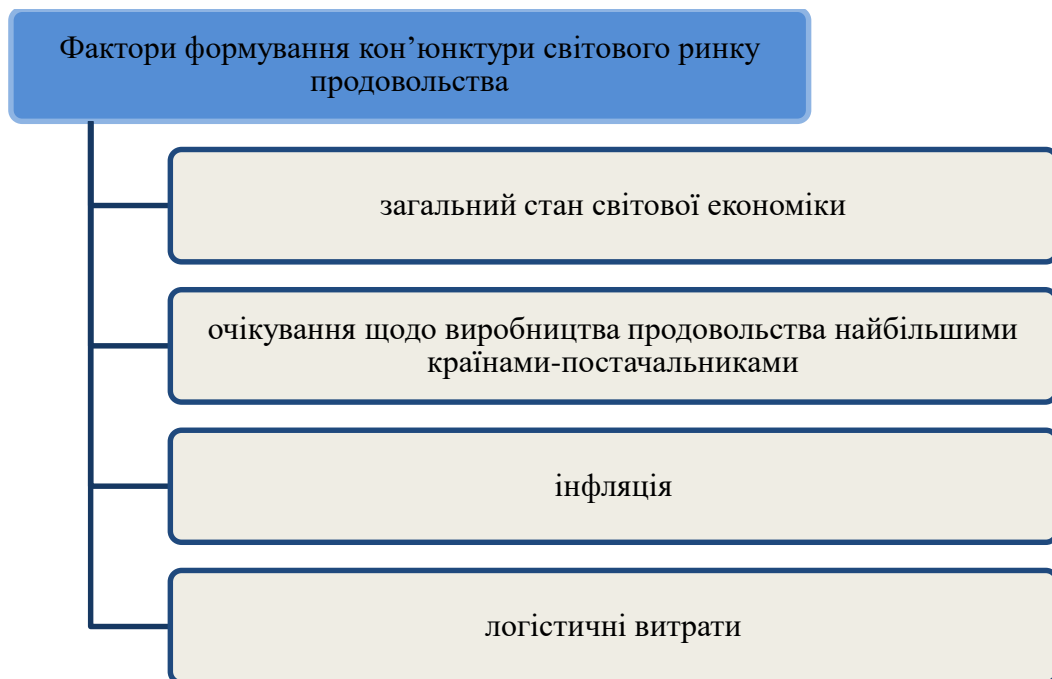 Фактори формування кон’юнктури світового ринку
продовольства
загальний стан світової економіки
очікування щодо виробництва продовольства найбільшими
країнами-постачальниками
інфляція
логістичні витрати